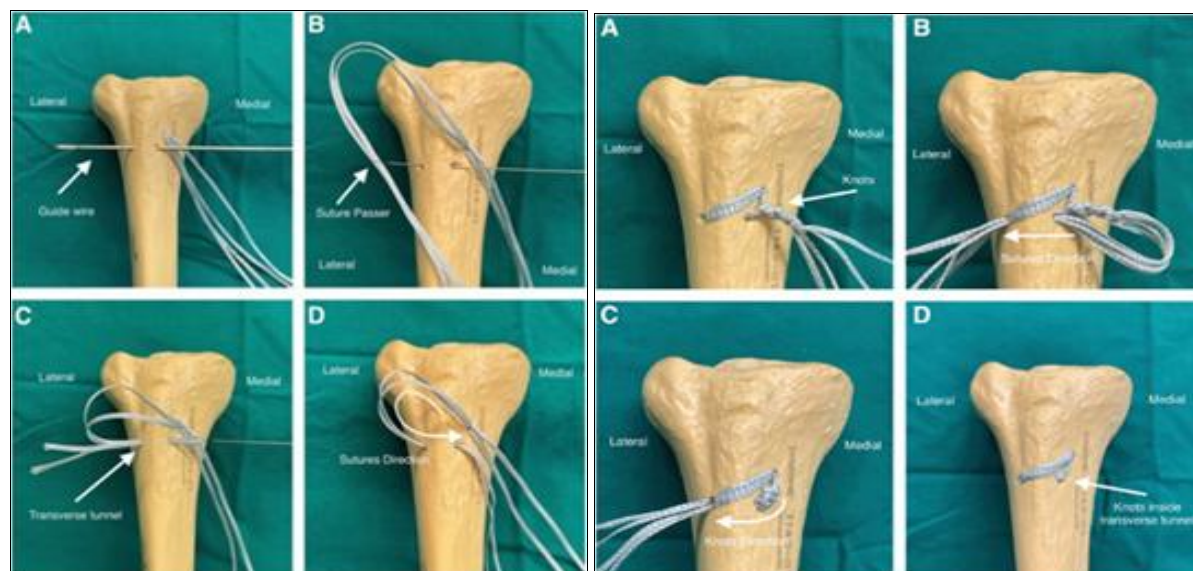 A
Lateral
Medial
Guide wire
B
Suture Passer
Lateral
Medial
C
Lateral
Medial
Transverse tunnel
D
Lateral
Medial
Sutures Direction
A
Medial
Lateral
Knots
B
Medial
Lateral
Sutures Direction
C
Lateral
Medial
Knots Direction
D
Lateral
Medial
Knots inside
transverse tunnel